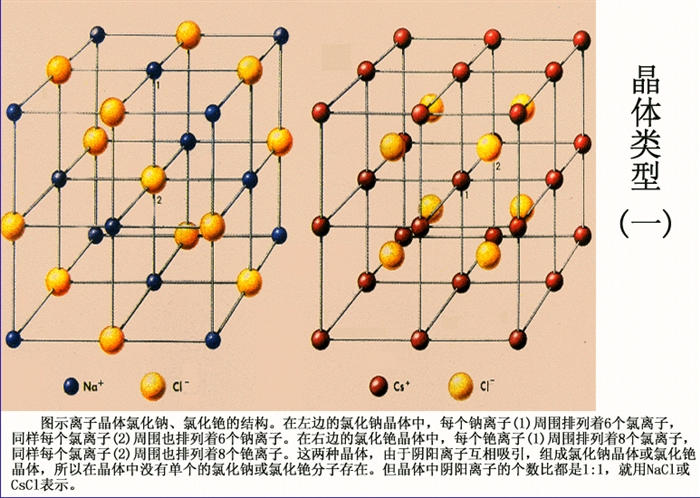 晶体类型(一)
1
1
2
2
Na⁺
Cl⁻
Cs⁺
Cl⁻
图示离子晶体氯化钠、氯化铯的结构。在左边的氯化钠晶体中，每个钠离子(1)周围排列着6个氯离子，
同样每个氯离子(2)周围也排列着6个钠离子。在右边的氯化铯晶体中，每个铯离子(1)周围排列着8个氯离子，
同样每个氯离子(2)周围也排列着8个铯离子。这两种晶体，由于阴阳离子互相吸引，组成氯化钠晶体或氯化铯
晶体，所以在晶体中没有单个的氯化钠或氯化铯分子存在。但晶体中阴阳离子的个数比都是1:1，就用NaCl或
CsCl表示。